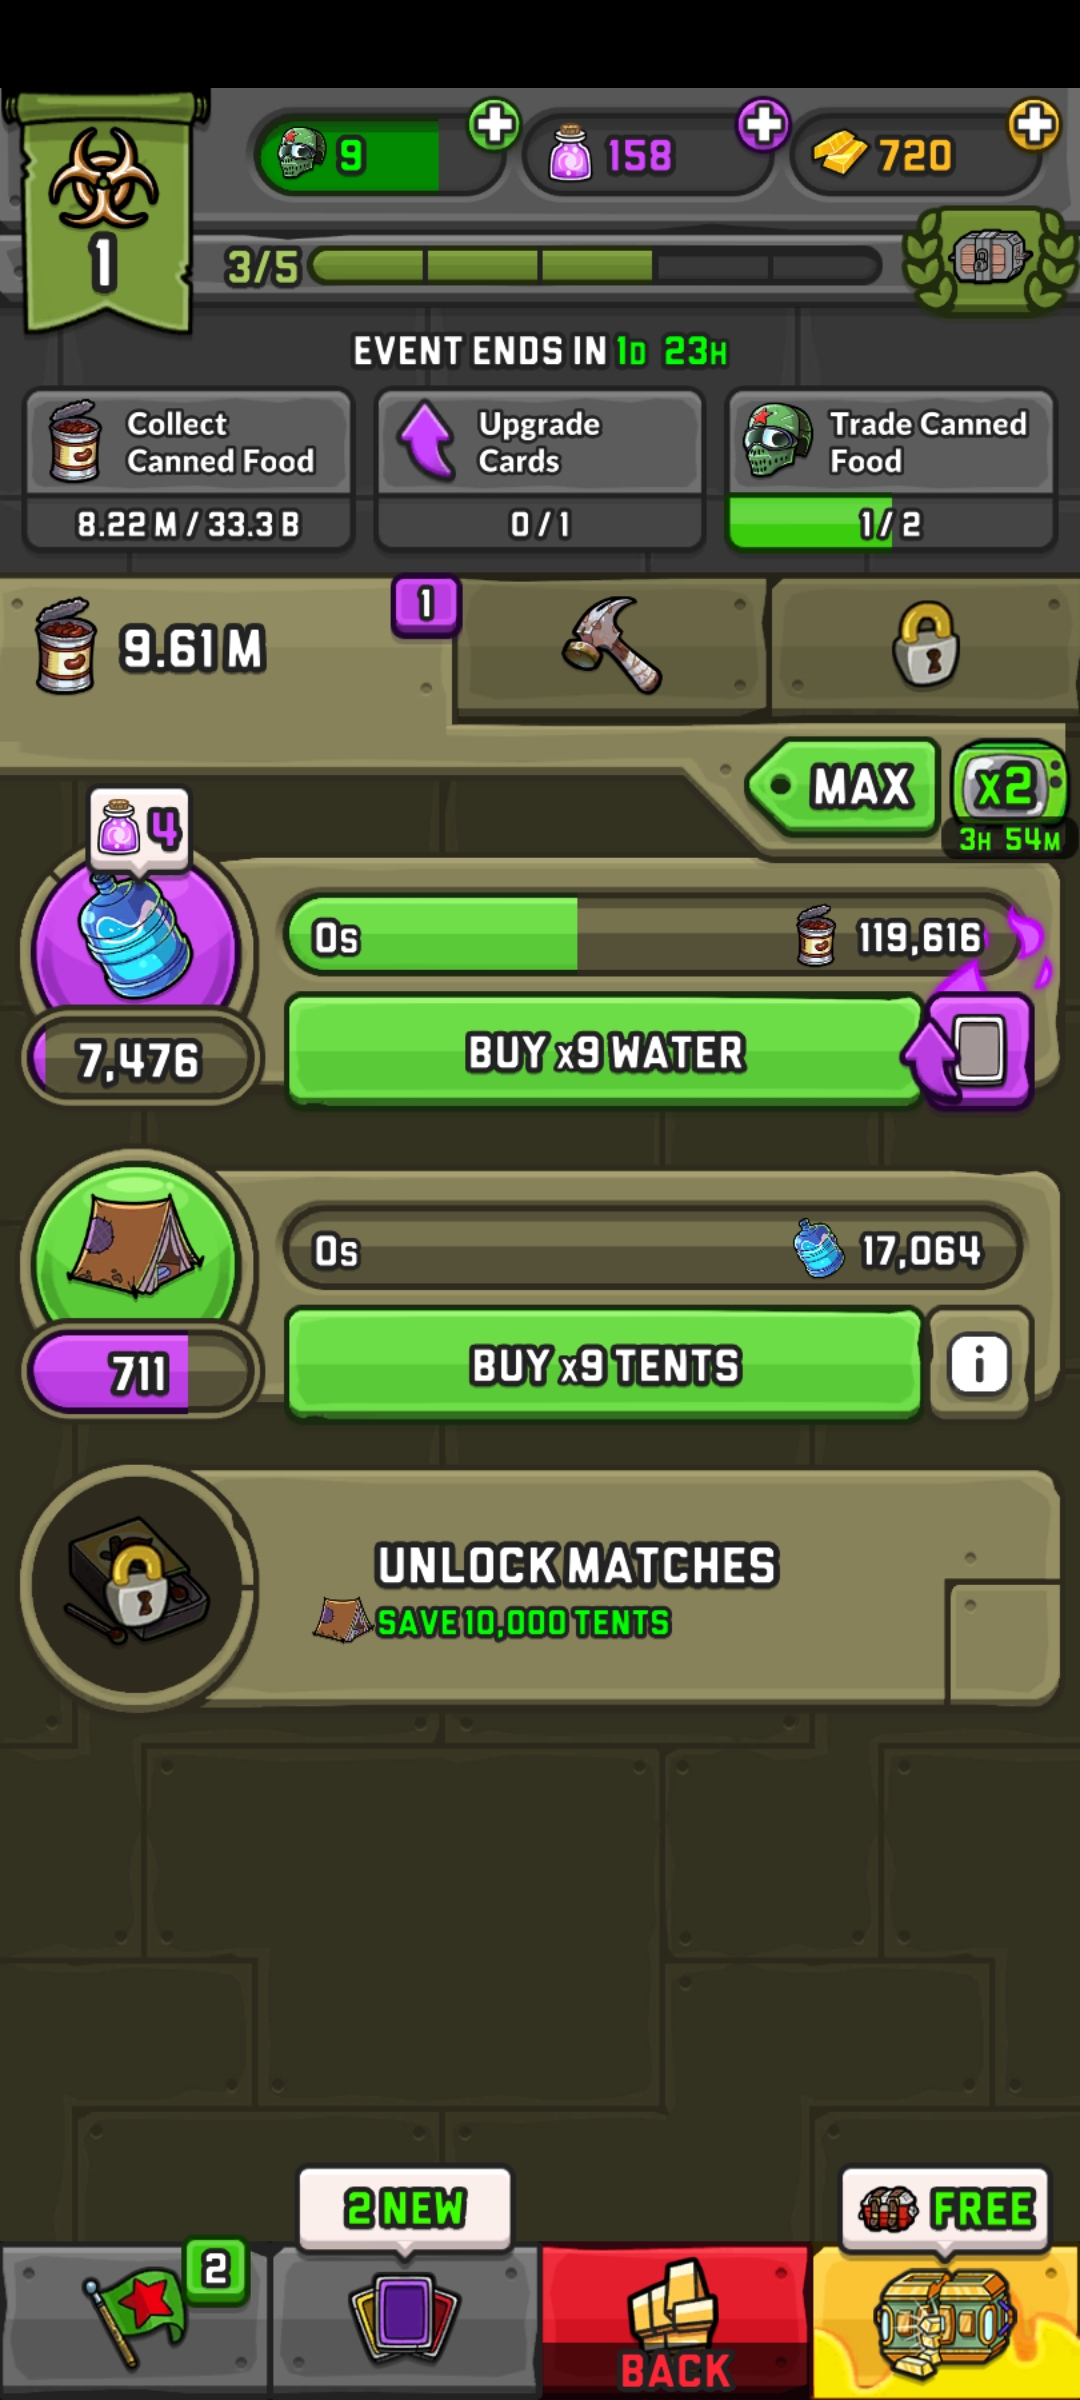 9
158
720
1
3/5
EVENT ENDS IN 1D 23H
Collect
Canned Food
8.22 M / 33.3 B
Upgrade
Cards
0 / 1
Trade Canned
Food
1 / 2
9.61 M
1
MAX
x2
3H 54M
4
0s
119,616
7,476
BUY x9 WATER
0s
17,064
711
BUY x9 TENTS
i
UNLOCK MATCHES
SAVE 10,000 TENTS
2 NEW
FREE
2
BACK